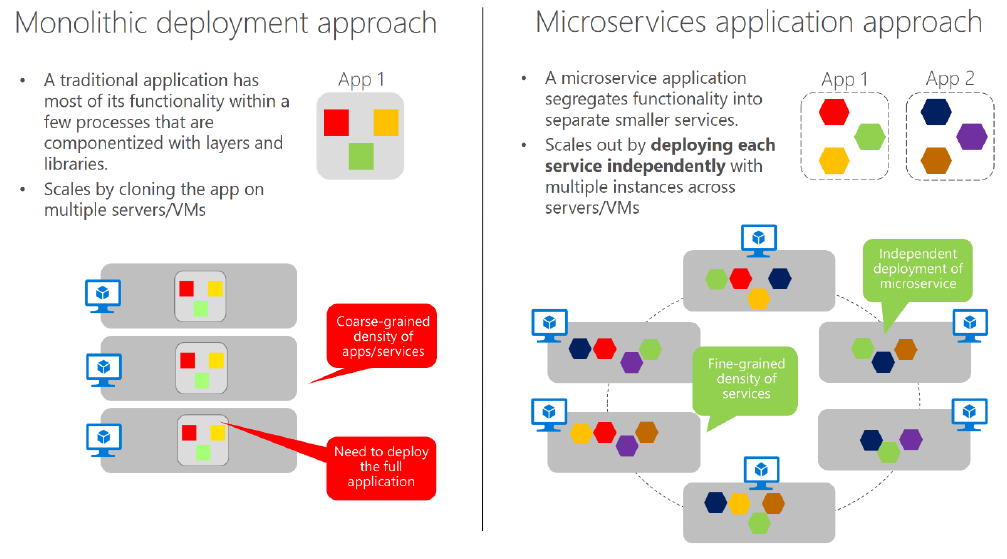 Monolithic deployment approach
• A traditional application has
most of its functionality within a
few processes that are
componentized with layers and
libraries.
• Scales by cloning the app on
multiple servers/VMs
App 1
Coarse-grained
density of
apps/services
Need to deploy
the full
application
Microservices application approach
• A microservice application
segregates functionality into
separate smaller services.
• Scales out by deploying each
service independently with
multiple instances across
servers/VMs
App 1
App 2
Independent
deployment of
microservice
Fine-grained
density of
services